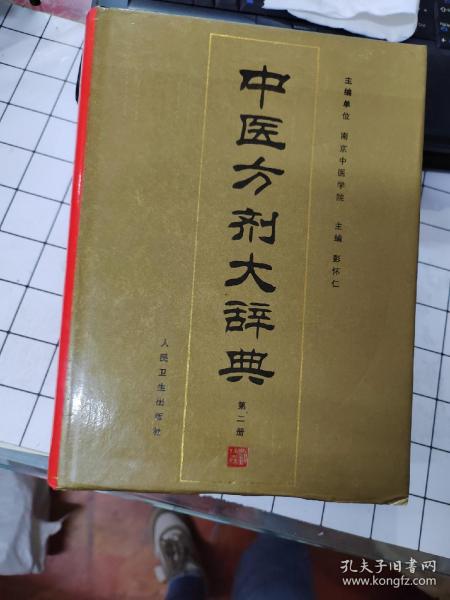 主编单位 南京中医学院 主编 彭怀仁
中医方剂大辞典
第二册
人民卫生出版社
孔夫子旧书网
www.kongfz.com